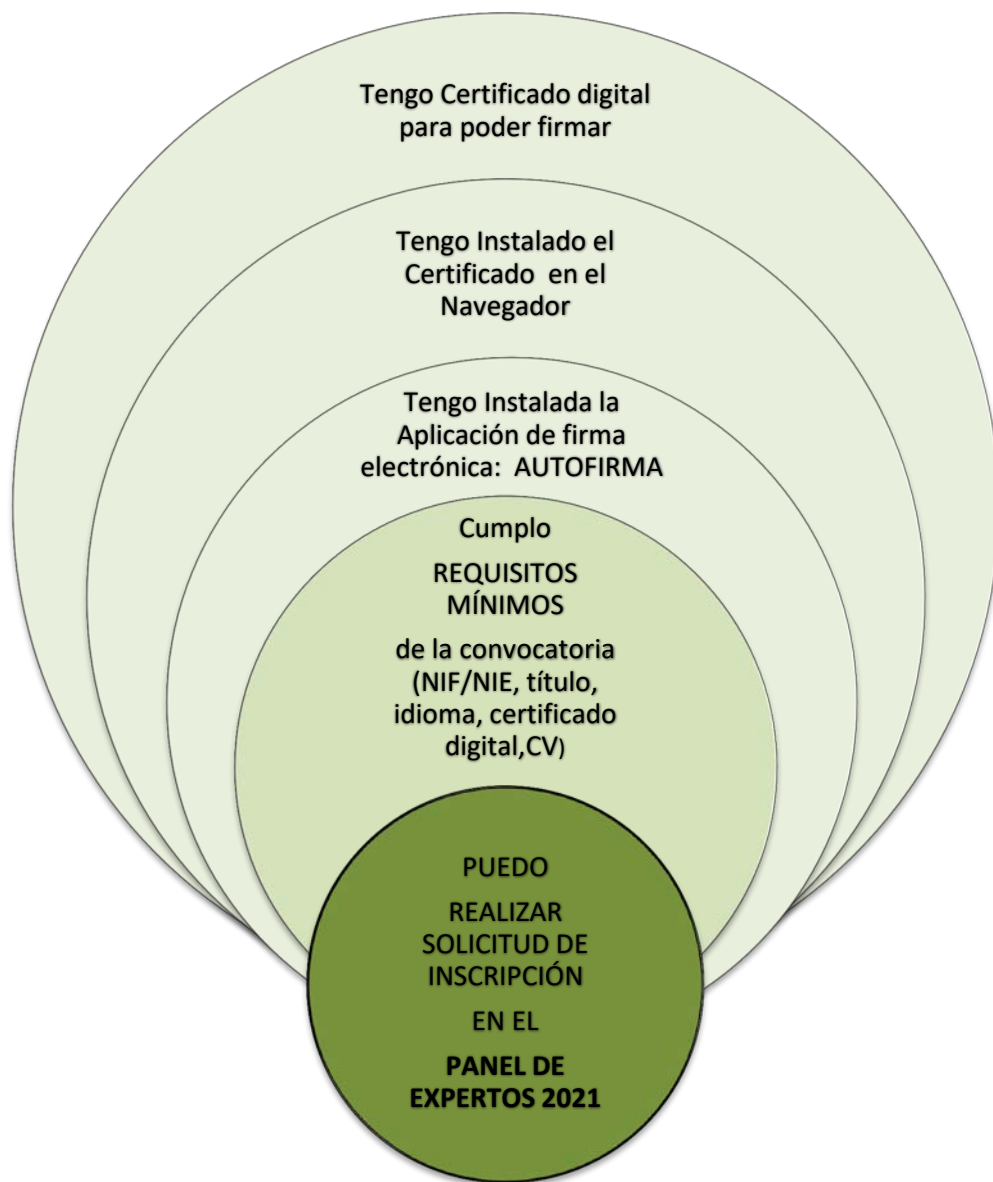 Tengo Certificado digital
para poder firmar
Tengo Instalado el
Certificado en el
Navegador
Tengo Instalada la
Aplicación de firma
electrónica: AUTOFIRMA
Cumplo
REQUISITOS
MÍNIMOS
de la convocatoria
(NIF/NIE, título,
idioma, certificado
digital,CV)
PUEDO
REALIZAR
SOLICITUD DE
INSCRIPCIÓN
EN EL
PANEL DE
EXPERTOS 2021